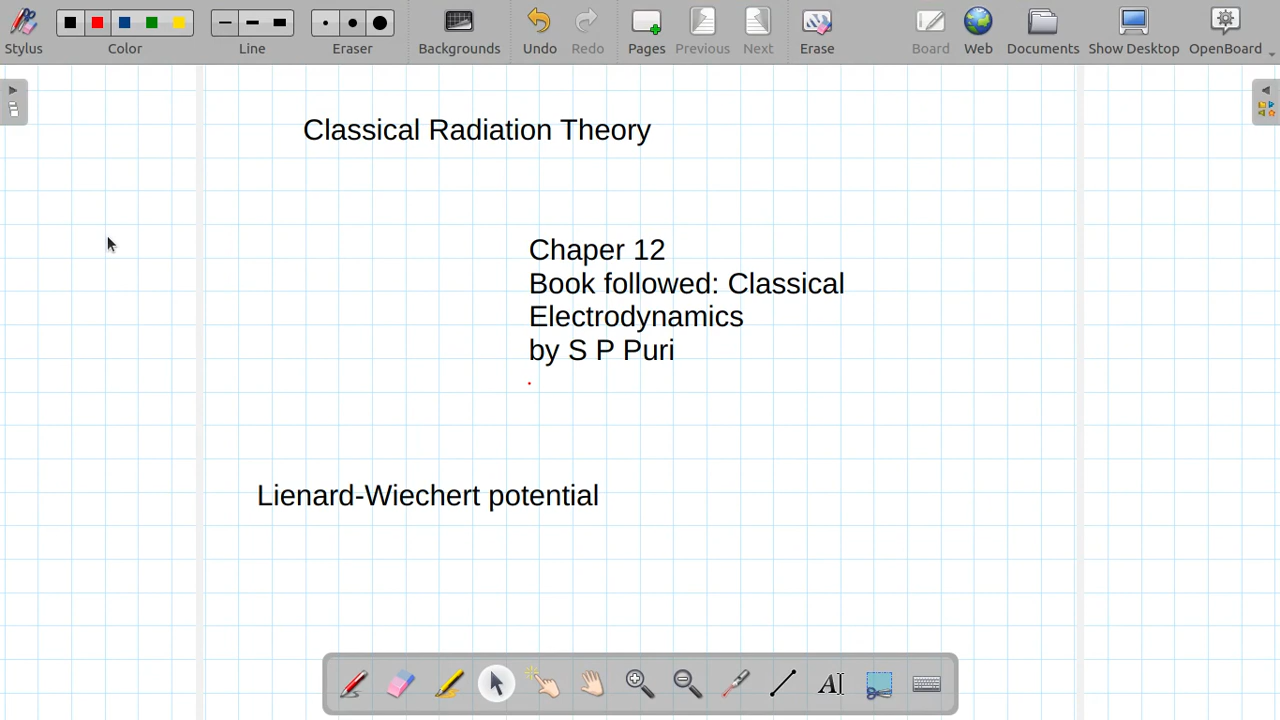 Stylus Color Line Eraser Backgrounds Undo Redo Pages Previous Next Erase Board Web Documents Show Desktop OpenBoard
Classical Radiation Theory
Chaper 12
Book followed: Classical
Electrodynamics
by S P Puri
Lienard-Wiechert potential